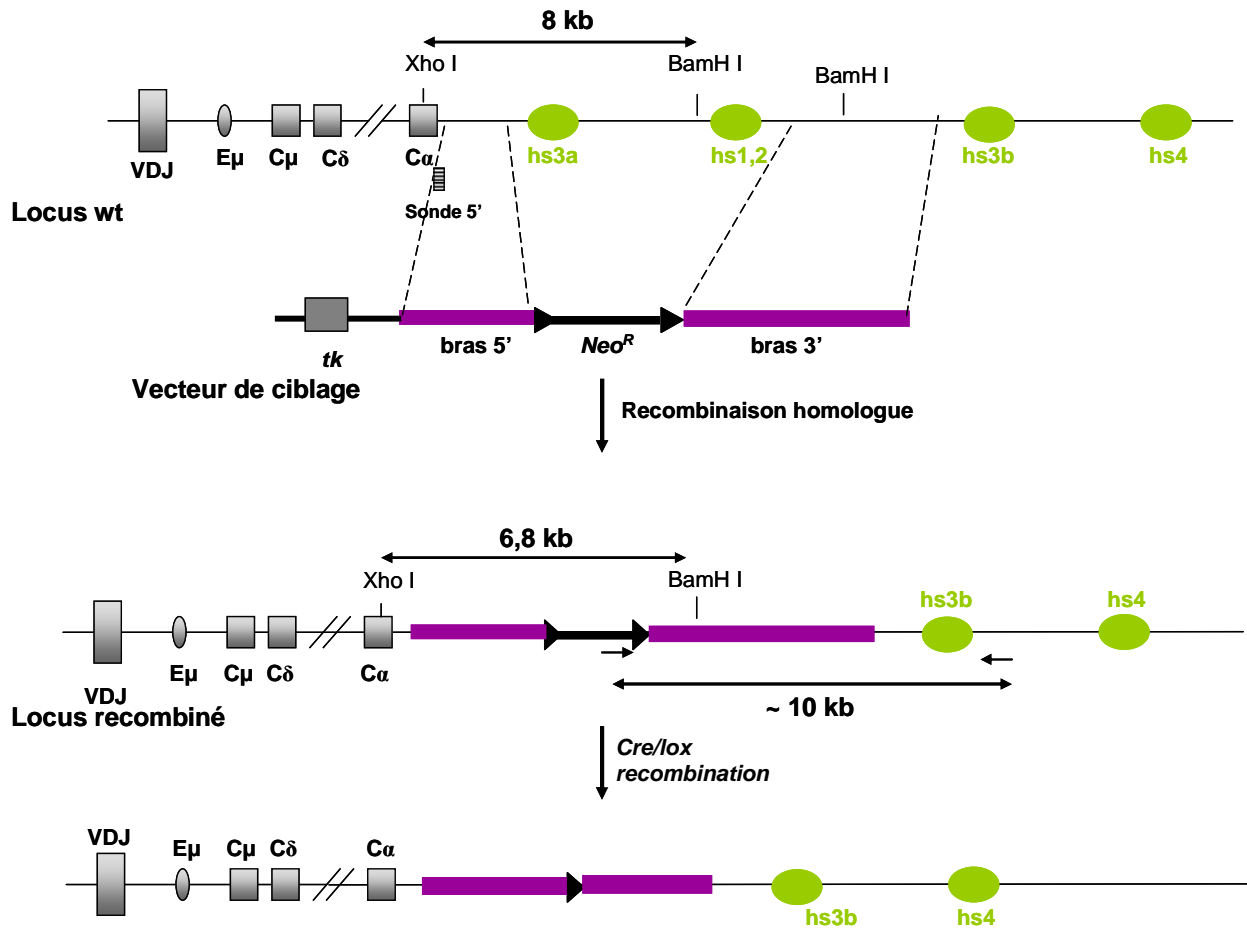 8 kb
Xho I
BamH I
BamH I
VDJ
Eµ
Cµ
Cδ
Cα
hs3a
hs1,2
hs3b
hs4
Sonde 5’
Locus wt
tk
bras 5’
Neo^R
bras 3’
Vecteur de ciblage
Recombinaison homologue
6,8 kb
Xho I
BamH I
hs3b
hs4
VDJ
Eµ
Cµ
Cδ
Cα
Locus recombiné
~ 10 kb
Cre/lox
recombination
VDJ
Eµ
Cµ
Cδ
Cα
hs3b
hs4